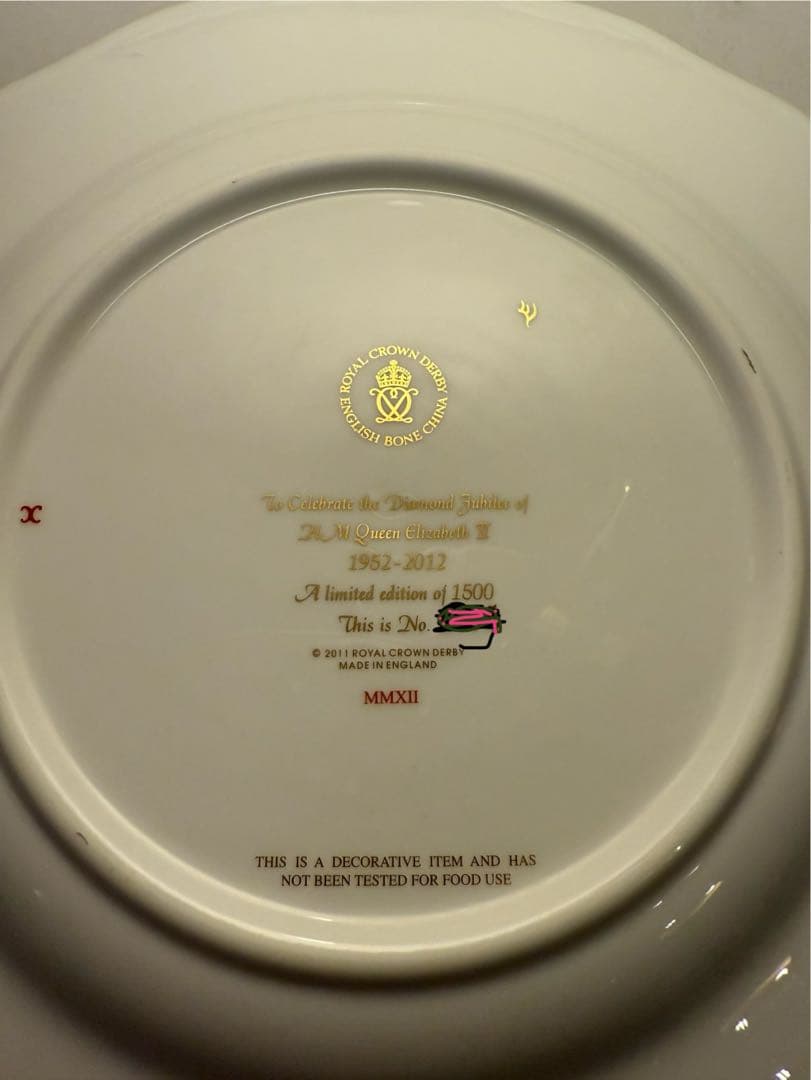 ROYAL CROWN DERBY
ENGLISH BONE CHINA
To Celebrate the Diamond Jubilee of
H.M Queen Elizabeth II
1952-2012
A limited edition of 1500
This is No.
© 2011 ROYAL CROWN DERBY
MADE IN ENGLAND
MMXII
THIS IS A DECORATIVE ITEM AND HAS
NOT BEEN TESTED FOR FOOD USE